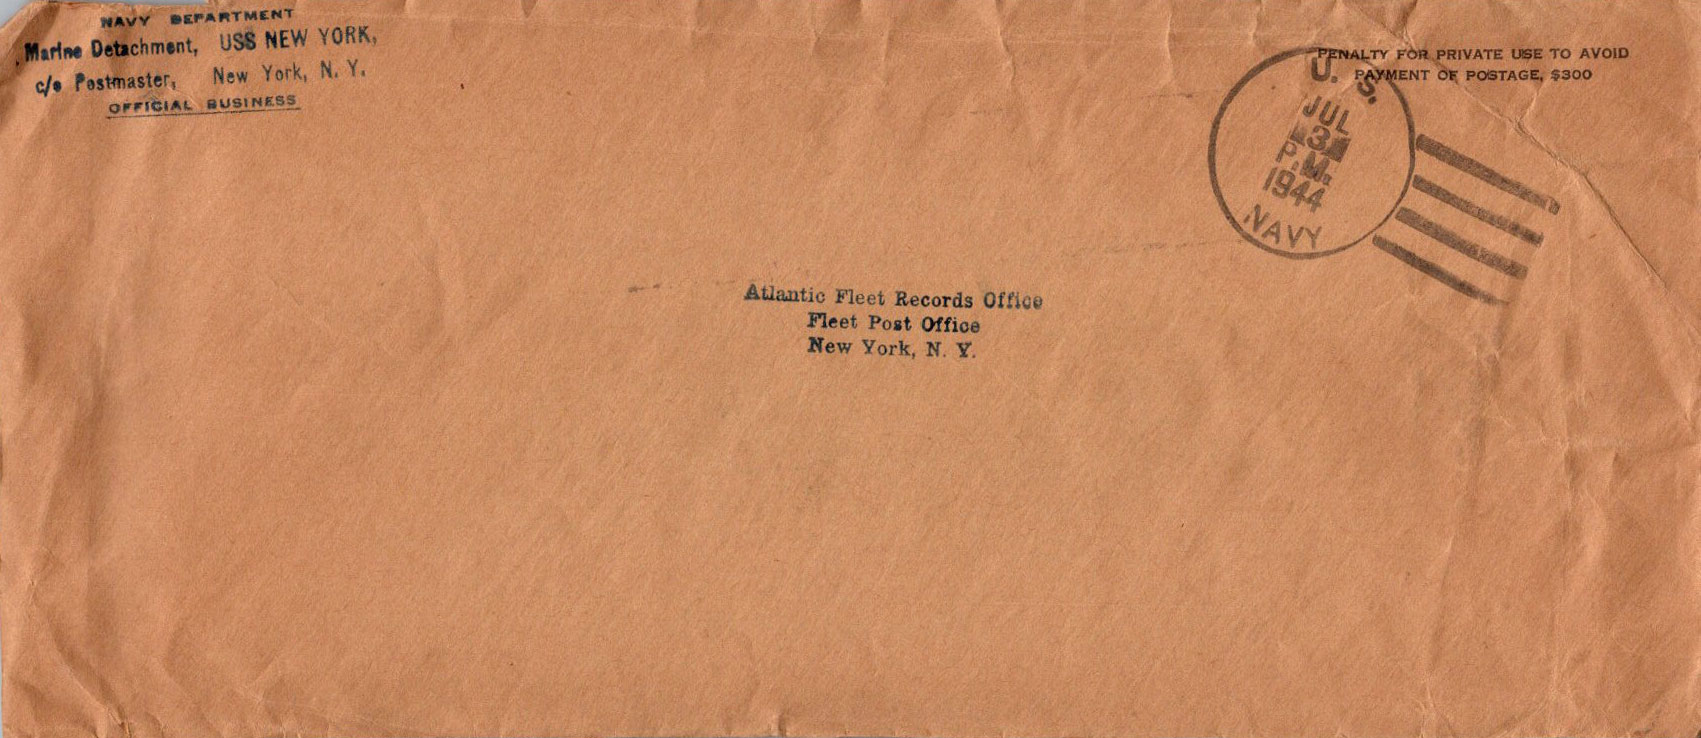 NAVY DEPARTMENT
Marine Detachment, USS NEW YORK,
c/o Postmaster, New York, N. Y.
OFFICIAL BUSINESS
PENALTY FOR PRIVATE USE TO AVOID
PAYMENT OF POSTAGE, $300
U. S.
JUL
3
P.M.
1944
NAVY
Atlantic Fleet Records Office
Fleet Post Office
New York, N. Y.